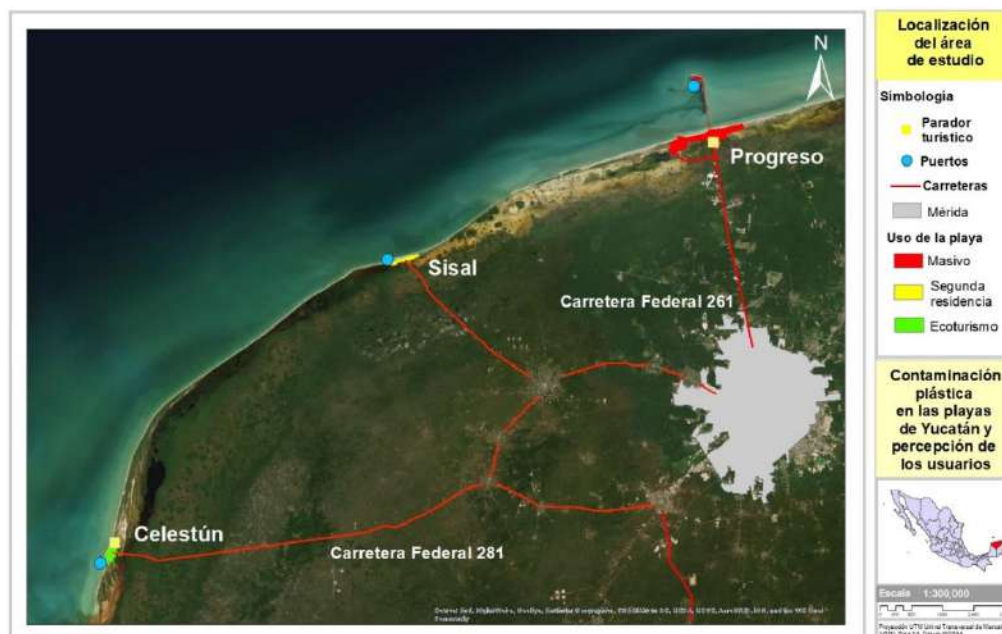 N
Progreso
Sisal
Carretera Federal 261
Celestún
Carretera Federal 281
Localización
del área
de estudio
Simbología
Parador
turístico
Puertos
Carreteras
Mérida
Uso de la playa
Masivo
Segunda
residencia
Ecoturismo
Contaminación
plástica
en las playas
de Yucatán y
percepción de
los usuarios
Escala 1:300,000